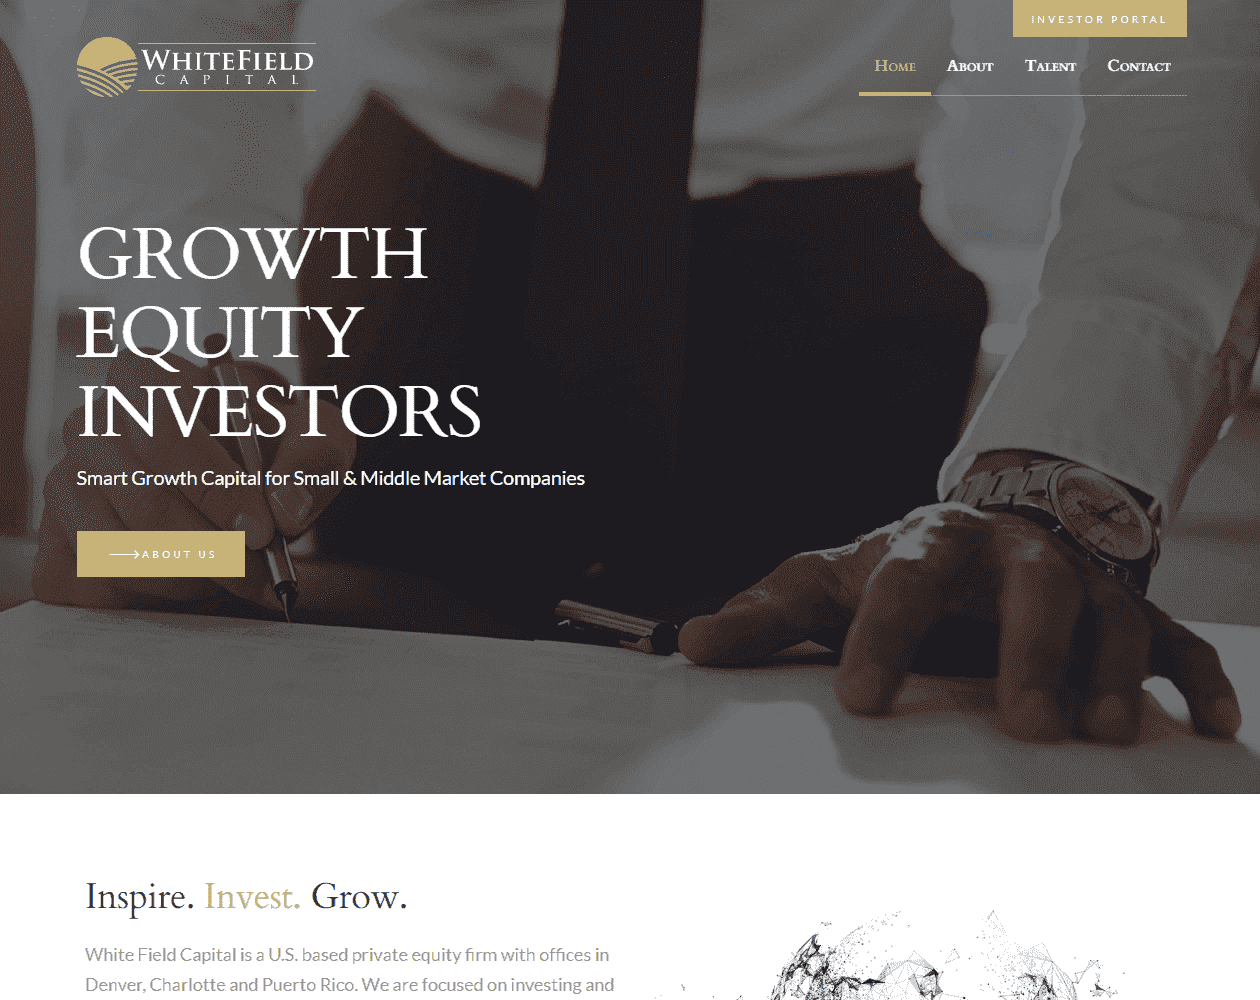 INVESTOR PORTAL
WHITEFIELD
CAPITAL
Home
About
Talent
Contact
GROWTH
EQUITY
INVESTORS
Smart Growth Capital for Small & Middle Market Companies
ABOUT US
Inspire. Invest. Grow.
White Field Capital is a U.S. based private equity firm with offices in
Denver, Charlotte and Puerto Rico. We are focused on investing and